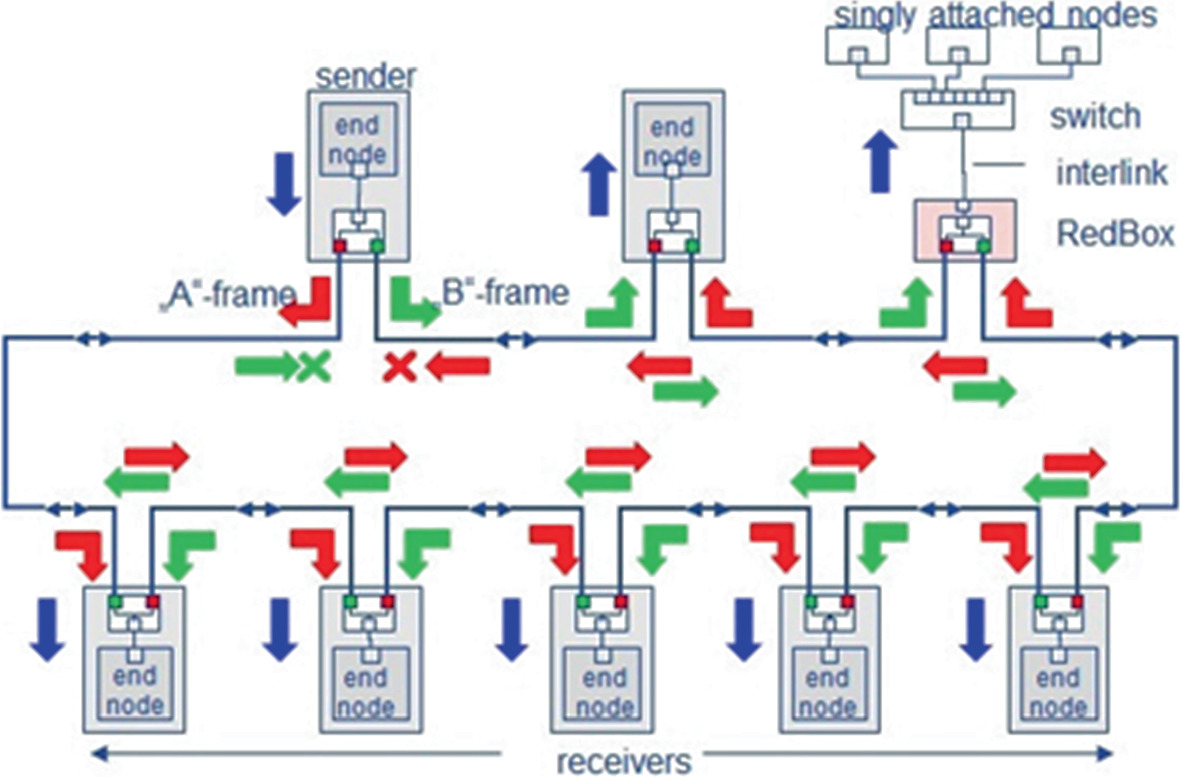 singly attached nodes
sender
end
node
end
node
switch
interlink
RedBox
„A“-frame
„B“-frame
end
node
end
node
end
node
end
node
end
node
receivers